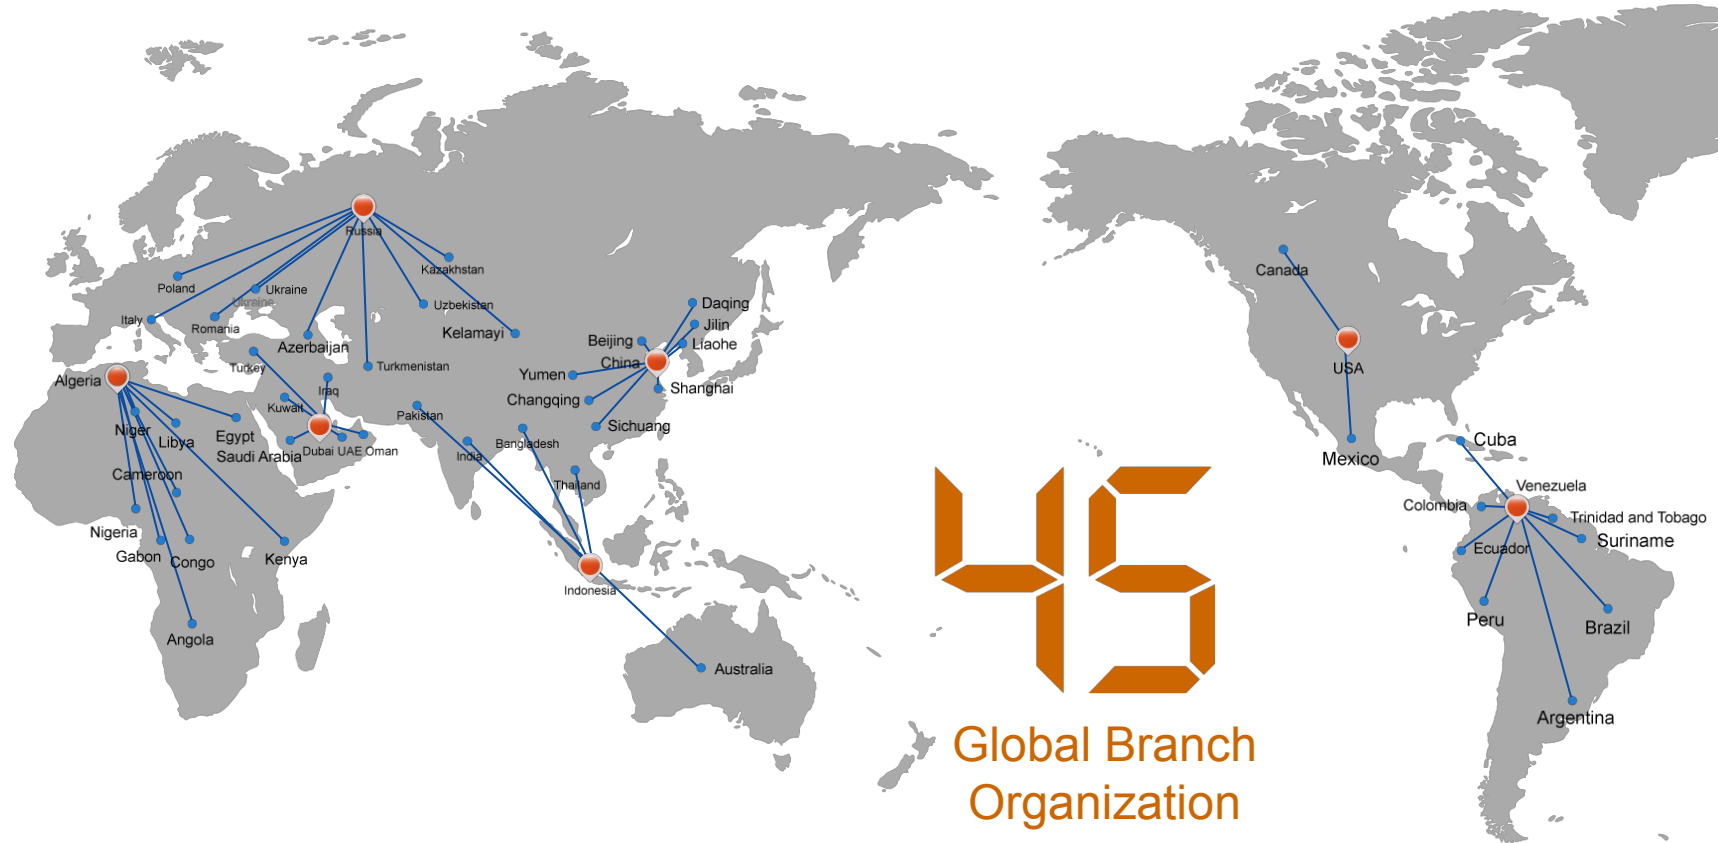 Russia
Kazakhstan
Poland
Ukraine
Ukraine
Uzbekistan
Italy
Romania
Kelamayi
Azerbaijan
Turkey
Turkmenistan
Algeria
Iraq
Kuwait
Pakistan
Niger
Libya
Egypt
Saudi Arabia
Dubai UAE Oman
India
Bangladesh
Cameroon
Thailand
Nigeria
Gabon
Congo
Kenya
Indonesia
Angola
Australia
Daqing
Jilin
Beijing
Liaohe
China
Yumen
Shanghai
Changqing
Sichuang
Canada
USA
Mexico
Cuba
Venezuela
Colombia
Trinidad and Tobago
Suriname
Ecuador
Peru
Brazil
Argentina
45
Global Branch
Organization